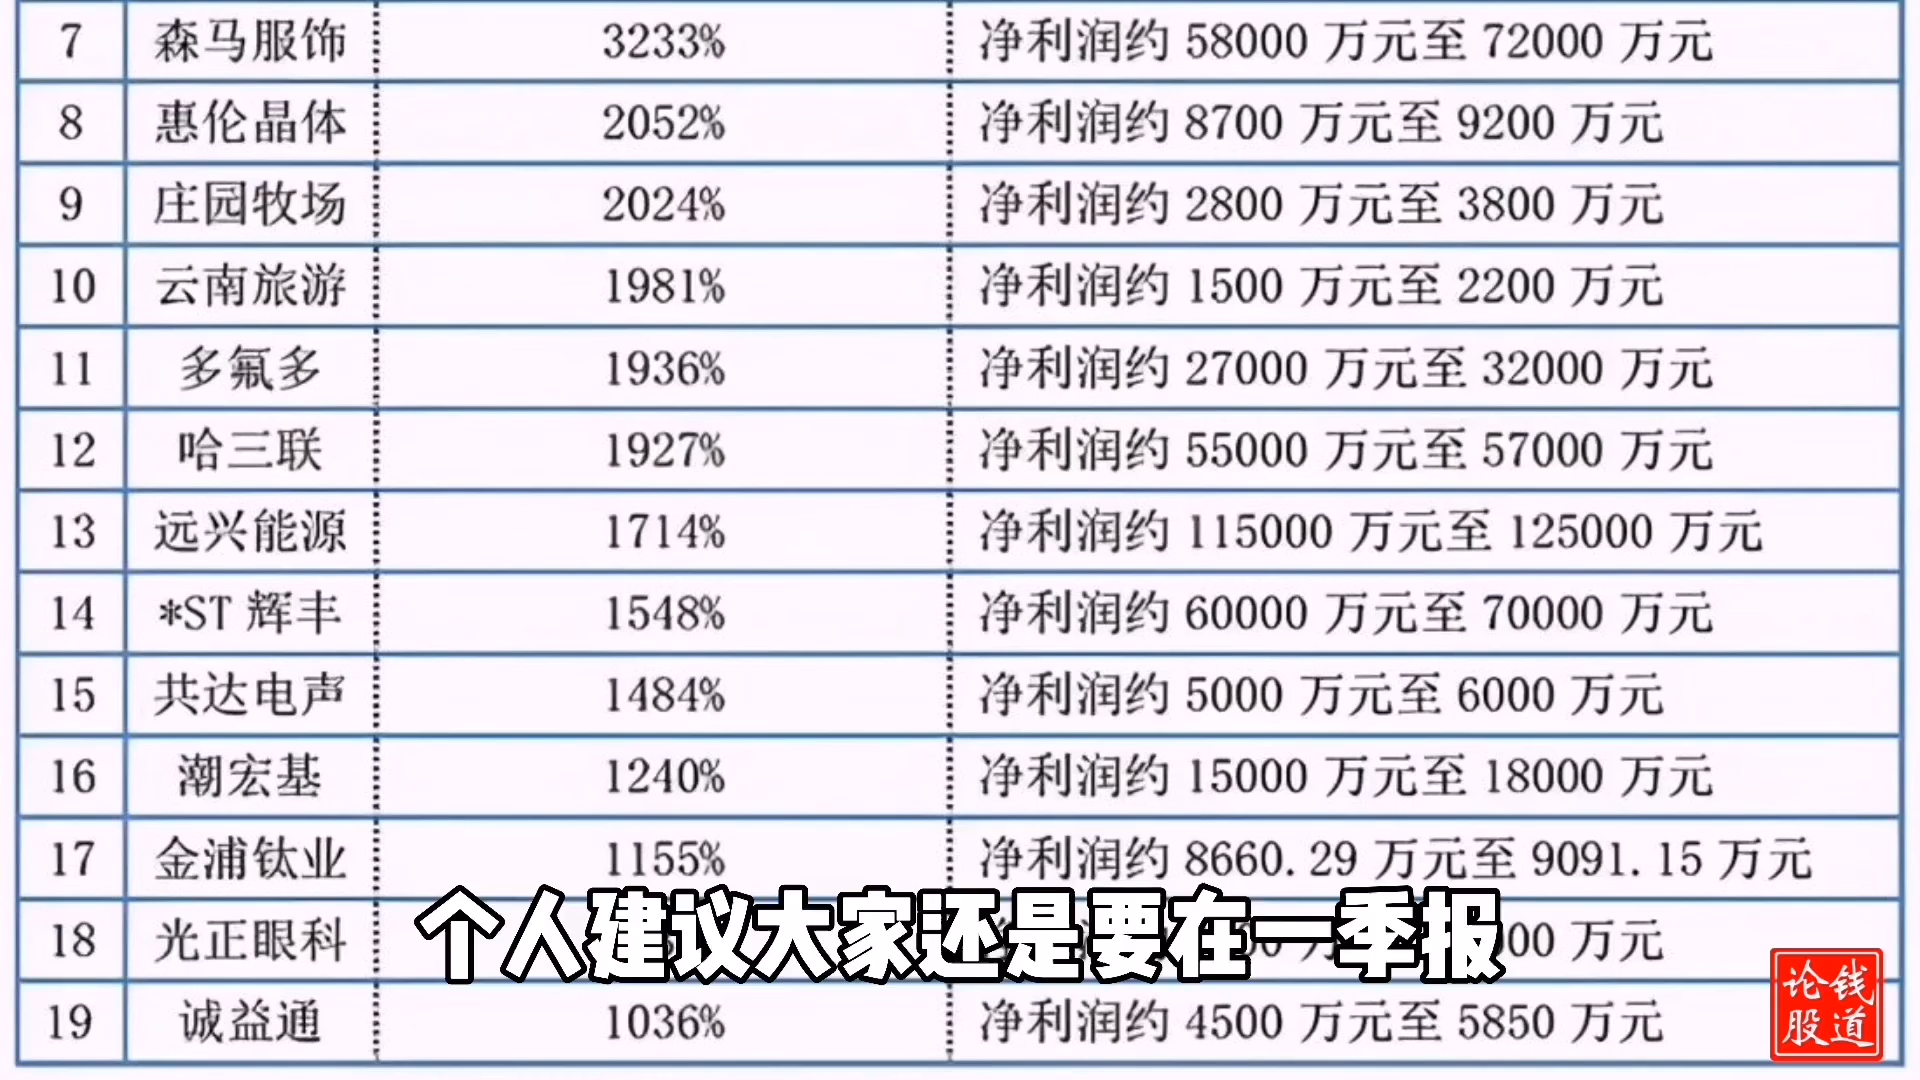 7 森马服饰 3233% 净利润约 58000 万元至 72000 万元
8 惠伦晶体 2052% 净利润约 8700 万元至 9200 万元
9 庄园牧场 2024% 净利润约 2800 万元至 3800 万元
10 云南旅游 1981% 净利润约 1500 万元至 2200 万元
11 多氟多 1936% 净利润约 27000 万元至 32000 万元
12 哈三联 1927% 净利润约 55000 万元至 57000 万元
13 远兴能源 1714% 净利润约 115000 万元至 125000 万元
14 *ST 辉丰 1548% 净利润约 60000 万元至 70000 万元
15 共达电声 1484% 净利润约 5000 万元至 6000 万元
16 潮宏基 1240% 净利润约 15000 万元至 18000 万元
17 金浦钛业 1155% 净利润约 8660.29 万元至 9091.15 万元
18 光正眼科 万元
个人建议大家还是要在一季报
19 诚益通 1036% 净利润约 4500 万元至 5850 万元
论钱
股道